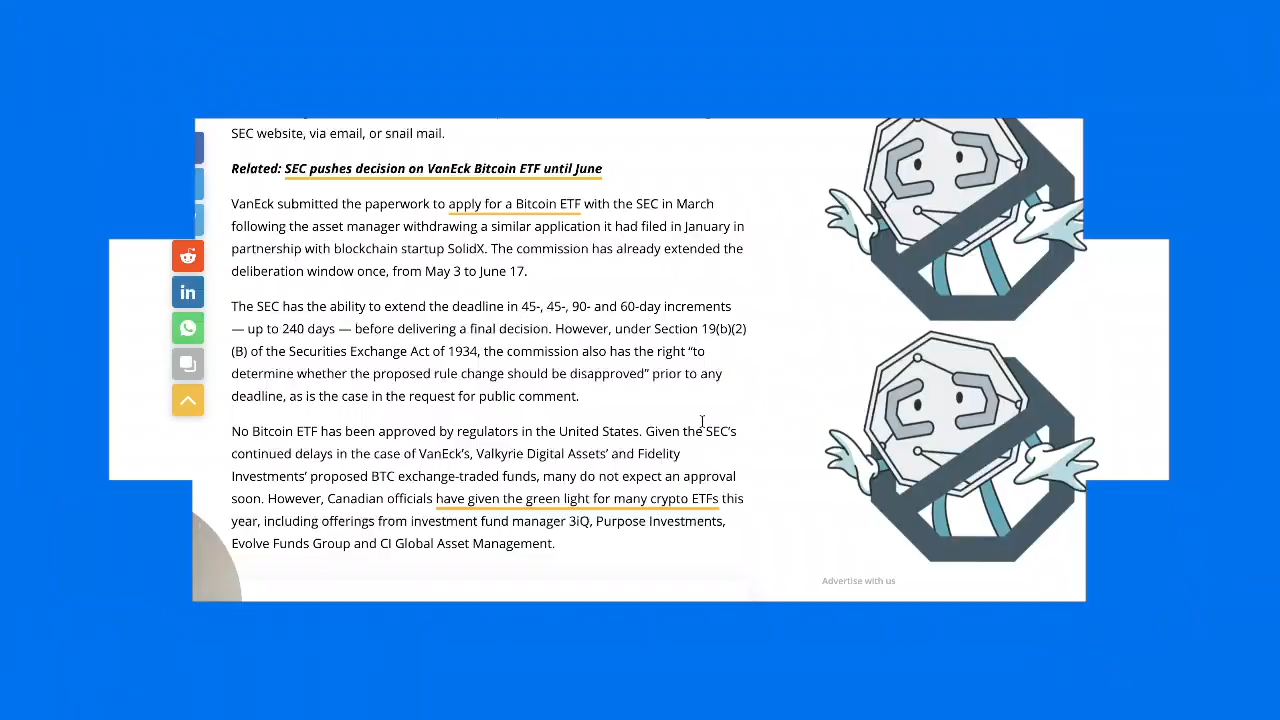 SEC website, via email, or snail mail.
Related: SEC pushes decision on VanEck Bitcoin ETF until June
VanEck submitted the paperwork to apply for a Bitcoin ETF with the SEC in March
following the asset manager withdrawing a similar application it had filed in January in
partnership with blockchain startup SolidX. The commission has already extended the
deliberation window once, from May 3 to June 17.
The SEC has the ability to extend the deadline in 45-, 45-, 90- and 60-day increments
— up to 240 days — before delivering a final decision. However, under Section 19(b)(2)
(B) of the Securities Exchange Act of 1934, the commission also has the right “to
determine whether the proposed rule change should be disapproved” prior to any
deadline, as is the case in the request for public comment.
No Bitcoin ETF has been approved by regulators in the United States. Given the SEC’s
continued delays in the case of VanEck’s, Valkyrie Digital Assets’ and Fidelity
Investments’ proposed BTC exchange-traded funds, many do not expect an approval
soon. However, Canadian officials have given the green light for many crypto ETFs this
year, including offerings from investment fund manager 3iQ, Purpose Investments,
Evolve Funds Group and CI Global Asset Management.
in
Advertise with us